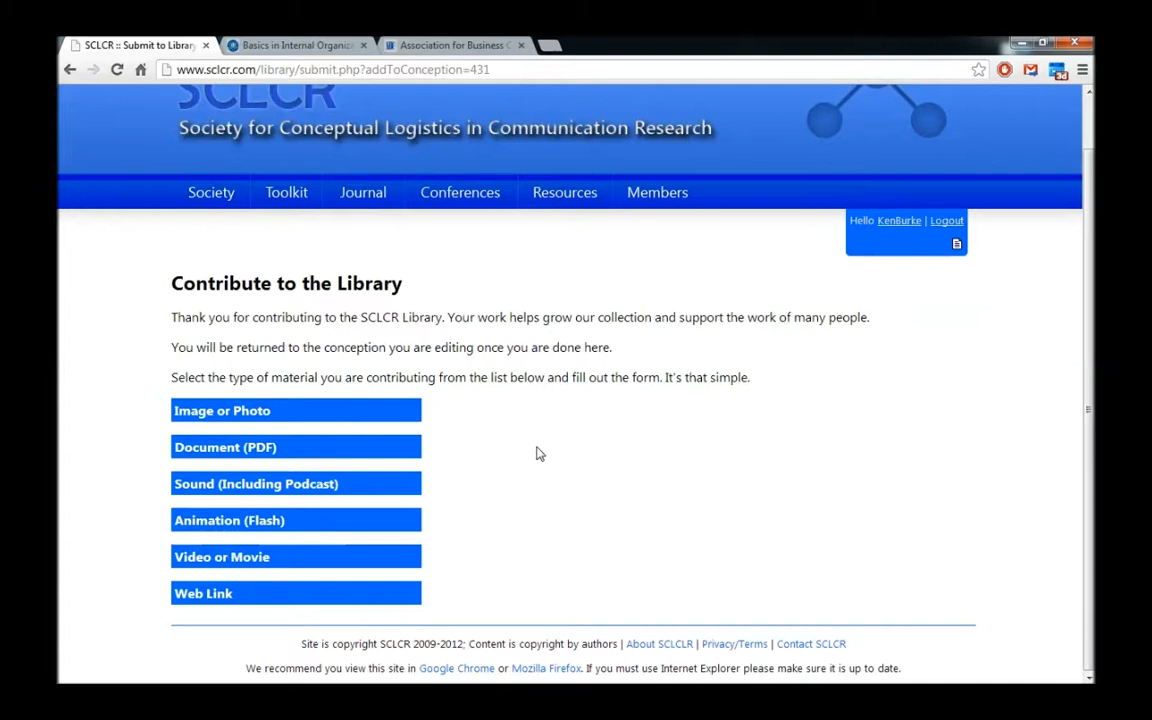 SCLCR :: Submit to Library
Basics in Internal Organiz
Association for Business C
www.sclcr.com/library/submit.php?addToConception=431
SCLCR
Society for Conceptual Logistics in Communication Research
Society Toolkit Journal Conferences Resources Members
Hello KenBurke | Logout
Contribute to the Library
Thank you for contributing to the SCLCR Library. Your work helps grow our collection and support the work of many people.
You will be returned to the conception you are editing once you are done here.
Select the type of material you are contributing from the list below and fill out the form. It's that simple.
Image or Photo
Document (PDF)
Sound (Including Podcast)
Animation (Flash)
Video or Movie
Web Link
Site is copyright SCLCR 2009-2012; Content is copyright by authors | About SCLCLR | Privacy/Terms | Contact SCLCR
We recommend you view this site in Google Chrome or Mozilla Firefox. If you must use Internet Explorer please make sure it is up to date.